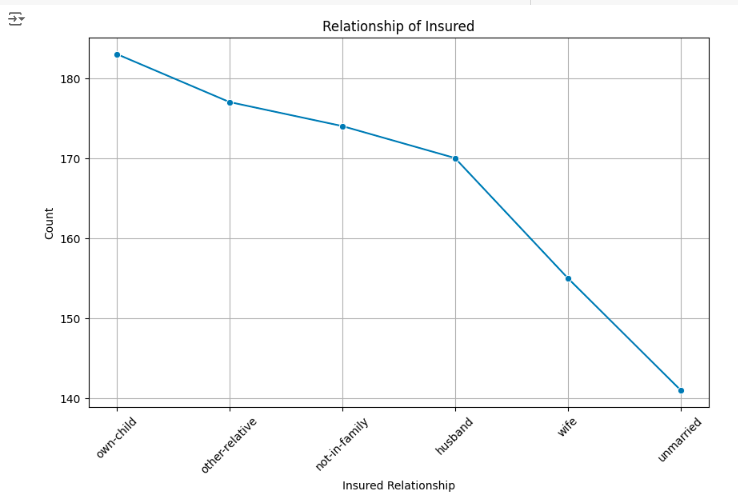 Relationship of Insured
180
170
160
150
140
Count
own-child
other-relative
not-in-family
husband
wife
unmarried
Insured Relationship